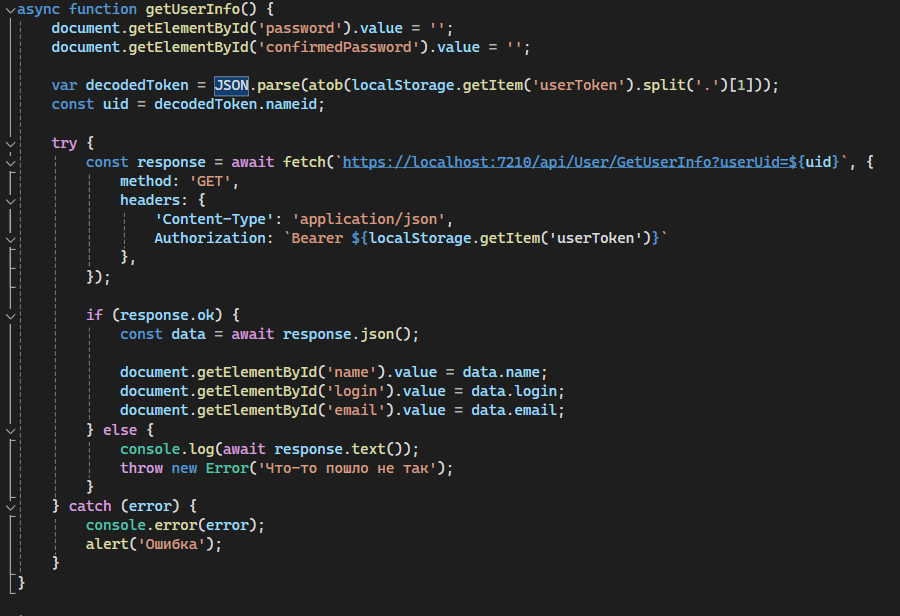 async function getUserInfo() {
    document.getElementById('password').value = '';
    document.getElementById('confirmedPassword').value = '';

    var decodedToken = JSON.parse(atob(localStorage.getItem('userToken').split('.')[1]));
    const uid = decodedToken.nameid;

    try {
        const response = await fetch(`https://localhost:7210/api/User/GetUserInfo?userUid=${uid}`, {
            method: 'GET',
            headers: {
                'Content-Type': 'application/json',
                Authorization: `Bearer ${localStorage.getItem('userToken')}`
            },
        });

        if (response.ok) {
            const data = await response.json();

            document.getElementById('name').value = data.name;
            document.getElementById('login').value = data.login;
            document.getElementById('email').value = data.email;
        } else {
            console.log(await response.text());
            throw new Error('Что-то пошло не так');
        }
    } catch (error) {
        console.error(error);
        alert('Ошибка');
    }
}